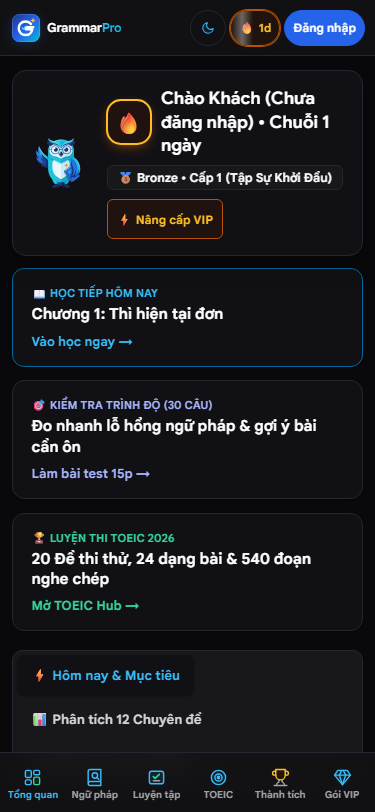 GrammarPro
1d
Đăng nhập
Chào Khách (Chưa
đăng nhập) • Chuỗi 1
ngày
Bronze • Cấp 1 (Tập Sự Khởi Đầu)
Nâng cấp VIP
HỌC TIẾP HÔM NAY
Chương 1: Thì hiện tại đơn
Vào học ngay →
KIỂM TRA TRÌNH ĐỘ (30 CÂU)
Đo nhanh lỗ hổng ngữ pháp & gợi ý bài
cần ôn
Làm bài test 15p →
LUYỆN THI TOEIC 2026
20 Đề thi thử, 24 dạng bài & 540 đoạn
nghe chép
Mở TOEIC Hub →
Hôm nay & Mục tiêu
Phân tích 12 Chuyên đề
Tổng quan
Ngữ pháp
Luyện tập
TOEIC
Thành tích
Gói VIP